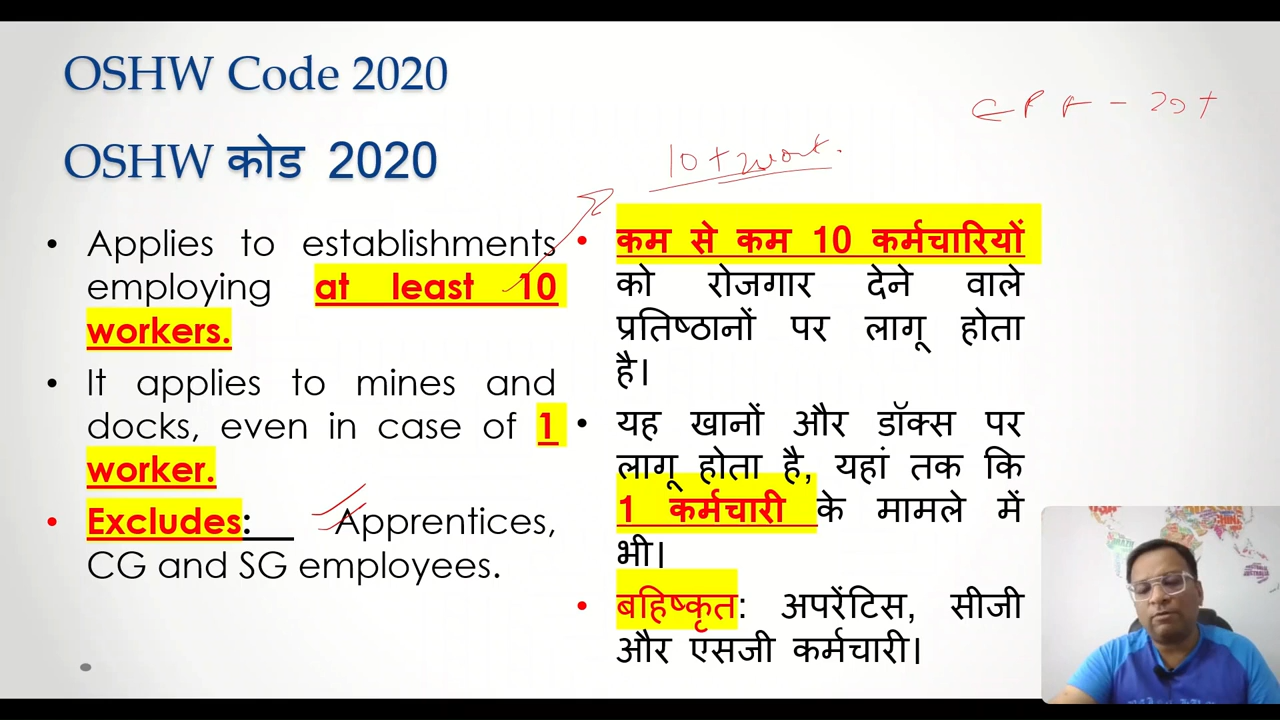 OSHW Code 2020
OSHW कोड 2020
10+ work.
Applies to establishments
employing at least 10
workers.
It applies to mines and
docks, even in case of 1
worker.
Excludes: Apprentices,
CG and SG employees.
कम से कम 10 कर्मचारियों
को रोजगार देने वाले
प्रतिष्ठानों पर लागू होता
है।
यह खानों और डॉक्स पर
लागू होता है, यहां तक कि
1 कर्मचारी के मामले में
भी।
बहिष्कृत: अपरेंटिस, सीजी
और एसजी कर्मचारी।